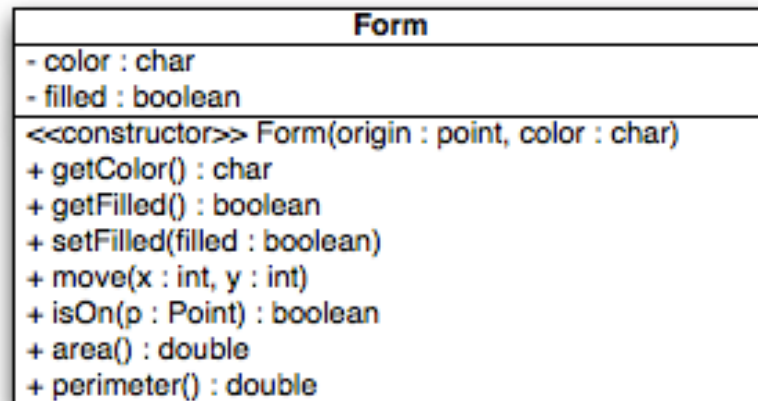 Form
- color : char
- filled : boolean
<<constructor>> Form(origin : point, color : char)
+ getColor() : char
+ getFilled() : boolean
+ setFilled(filled : boolean)
+ move(x : int, y : int)
+ isOn(p : Point) : boolean
+ area() : double
+ perimeter() : double